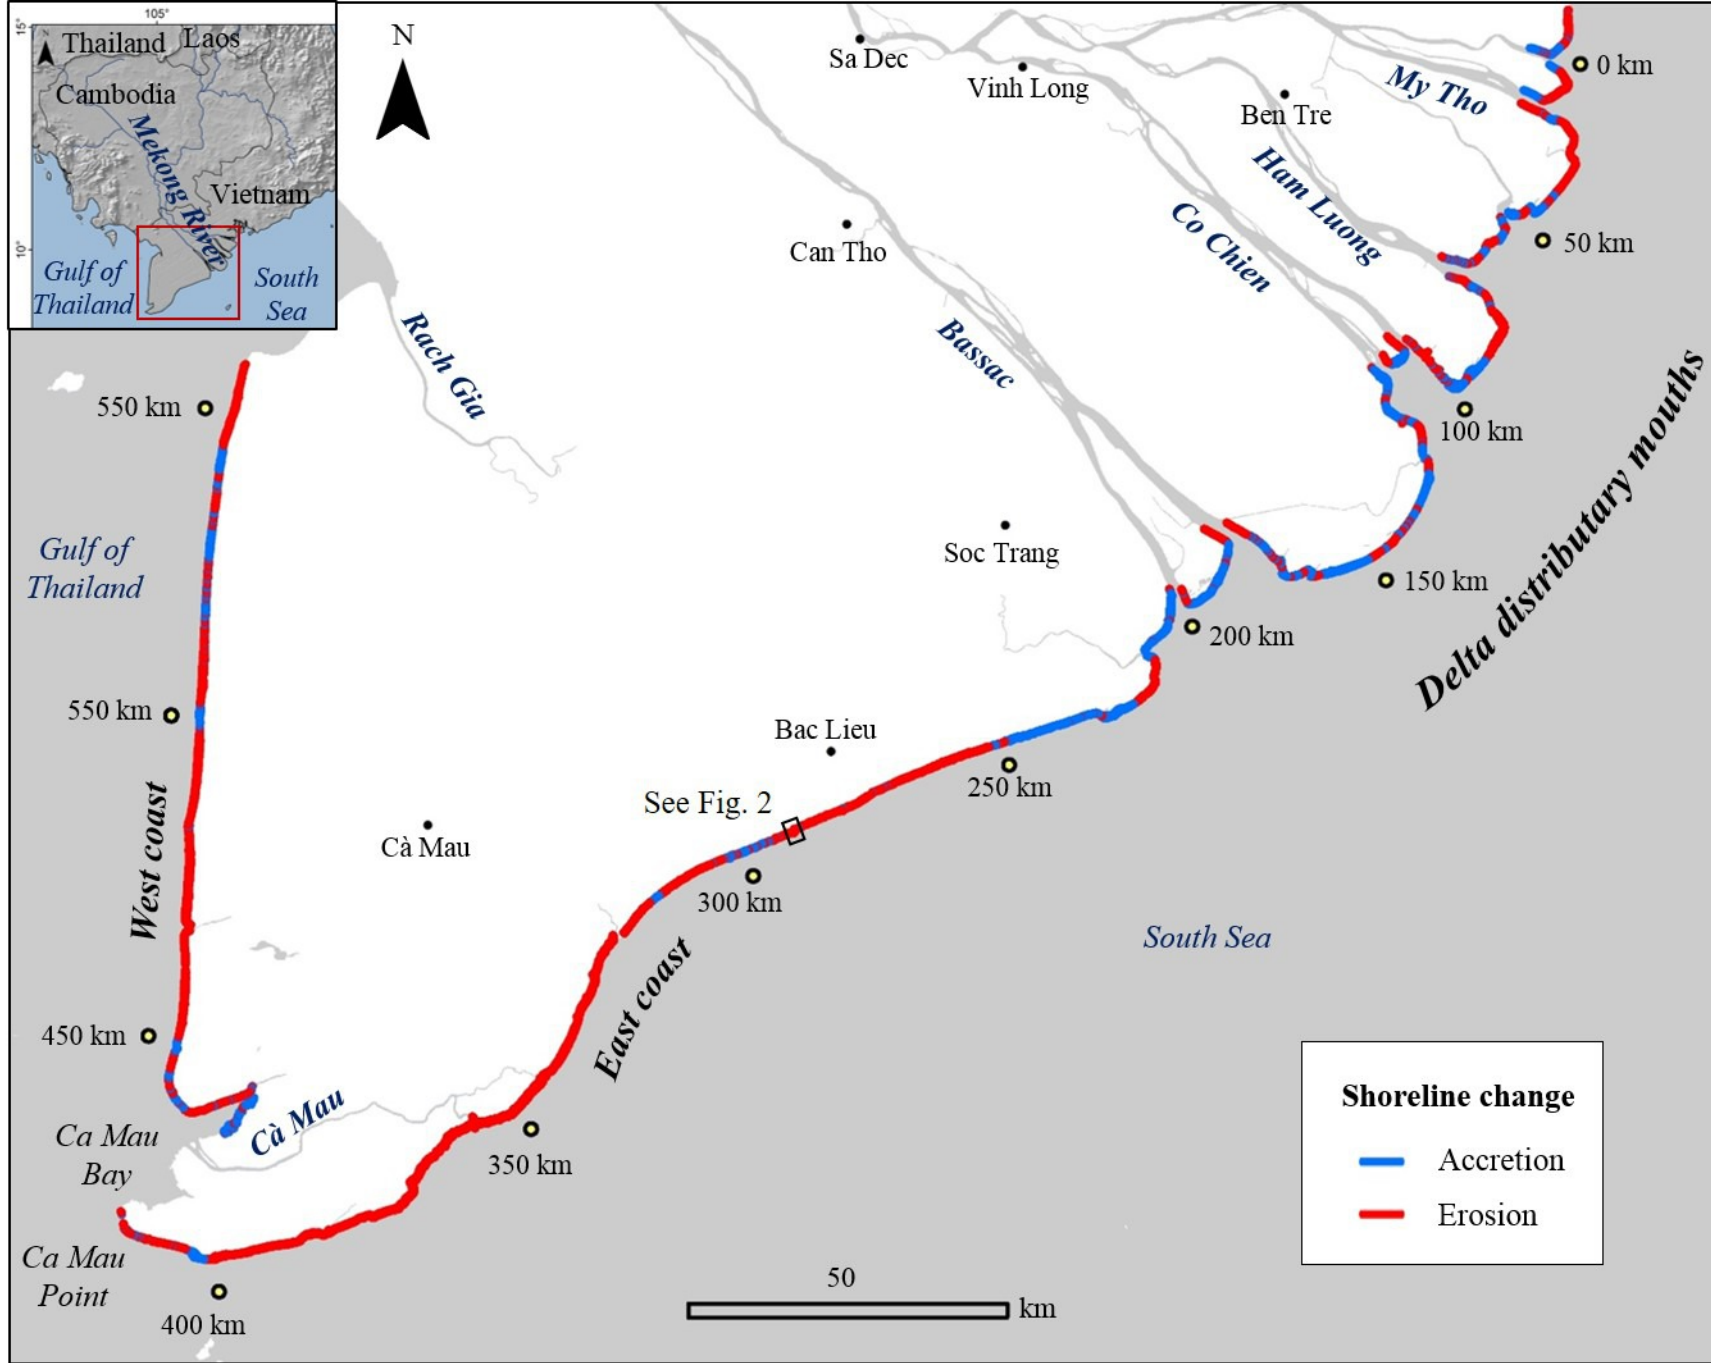 105°
15°
10°
N
Thailand
Laos
Cambodia
Mekong River
Vietnam
Gulf of
Thailand
South
Sea
N
Sa Dec
Vinh Long
My Tho
0 km
Ben Tre
Ham Luong
Co Chien
50 km
Can Tho
Rach Gia
Bassac
550 km
100 km
Delta distributary mouths
Gulf of
Thailand
Soc Trang
150 km
200 km
550 km
Bac Lieu
250 km
See Fig. 2
West coast
Cà Mau
300 km
South Sea
East coast
450 km
Cà Mau
Ca Mau
Bay
350 km
Ca Mau
Point
400 km
50
km
Shoreline change
Accretion
Erosion